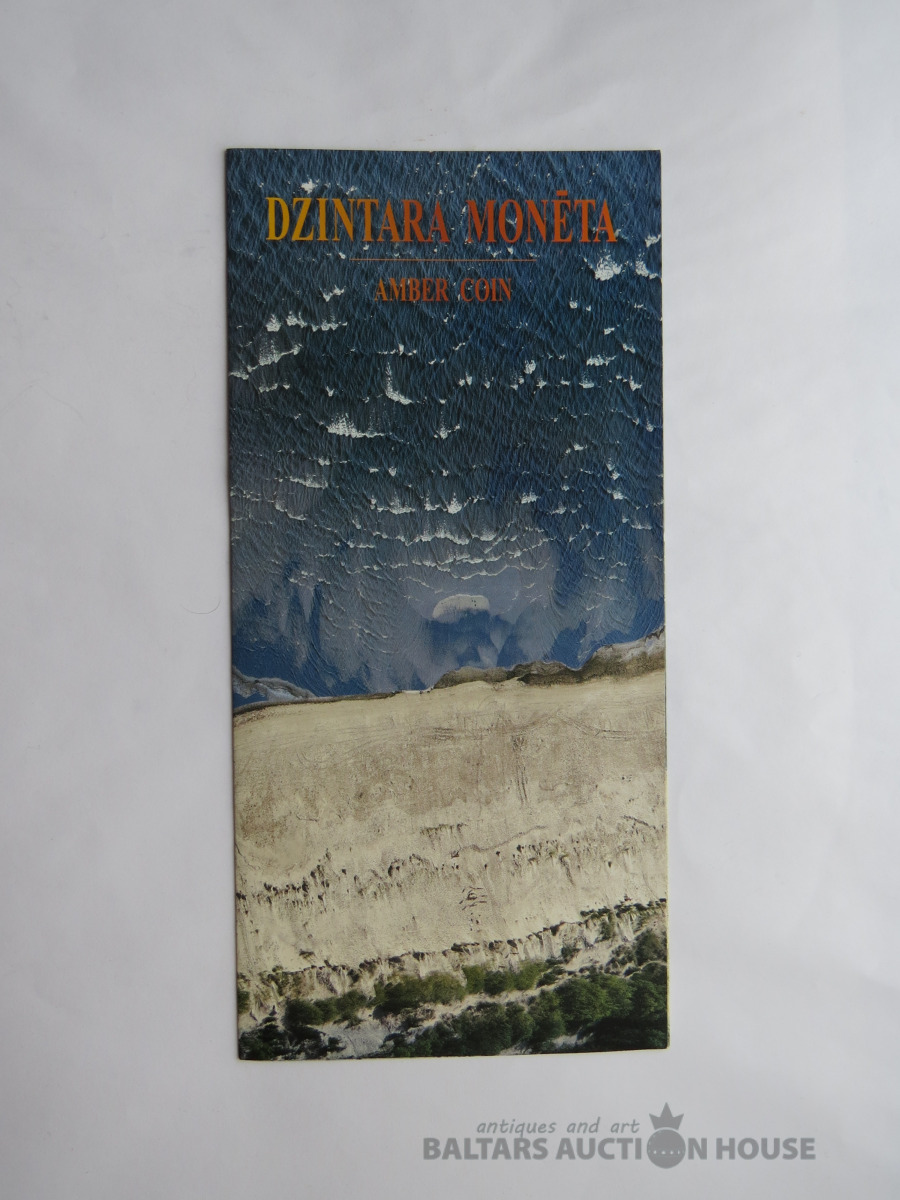 DZINTARA MONĒTA
AMBER COIN
antiques and art
BALTARS AUCTION HOUSE